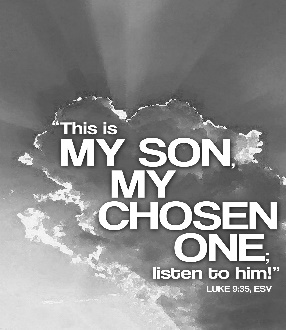 “This is
MY SON,
MY
CHOSEN
ONE;
listen to him!”
LUKE 9:35, ESV